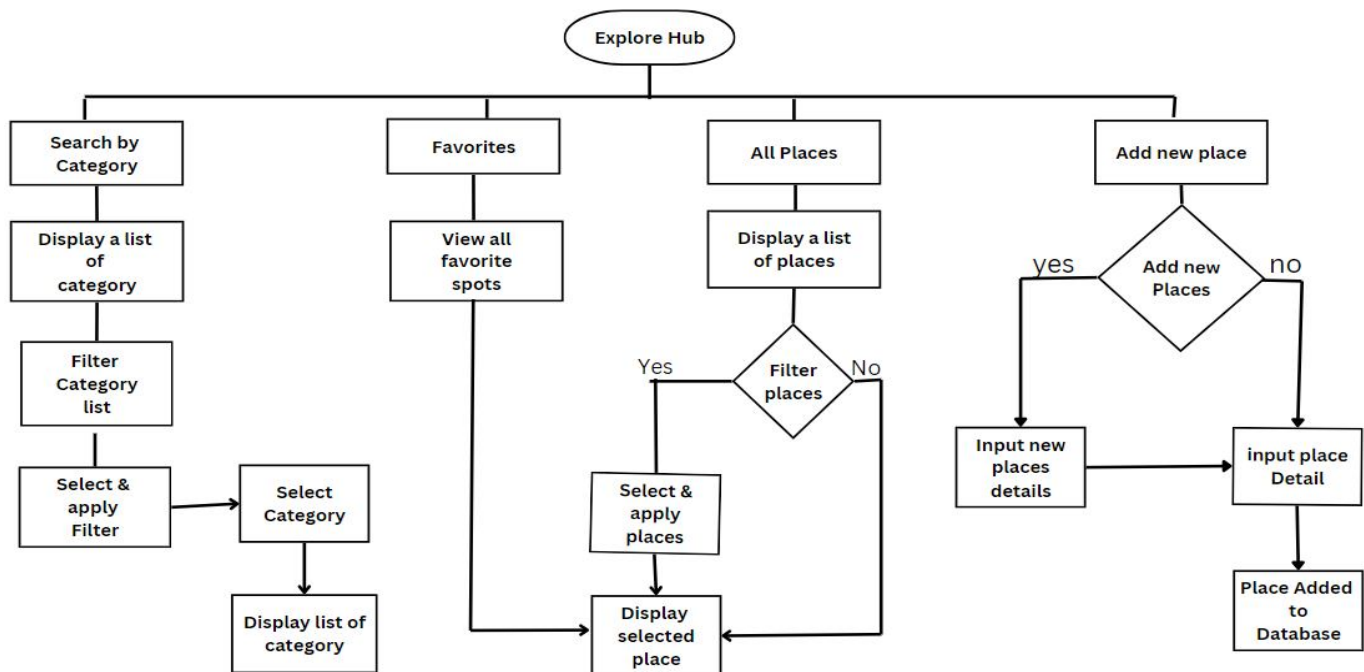 Explore Hub
Search by
Category
Favorites
All Places
Add new place
Display a list
of
category
View all
favorite
spots
Display a list
of places
yes
Add new
Places
no
Filter
Category
list
Yes
Filter
places
No
Select &
apply
Filter
Select
Category
Select &
apply
places
Input new
places
details
input place
Detail
Display list of
category
Display
selected
place
Place Added
to
Database